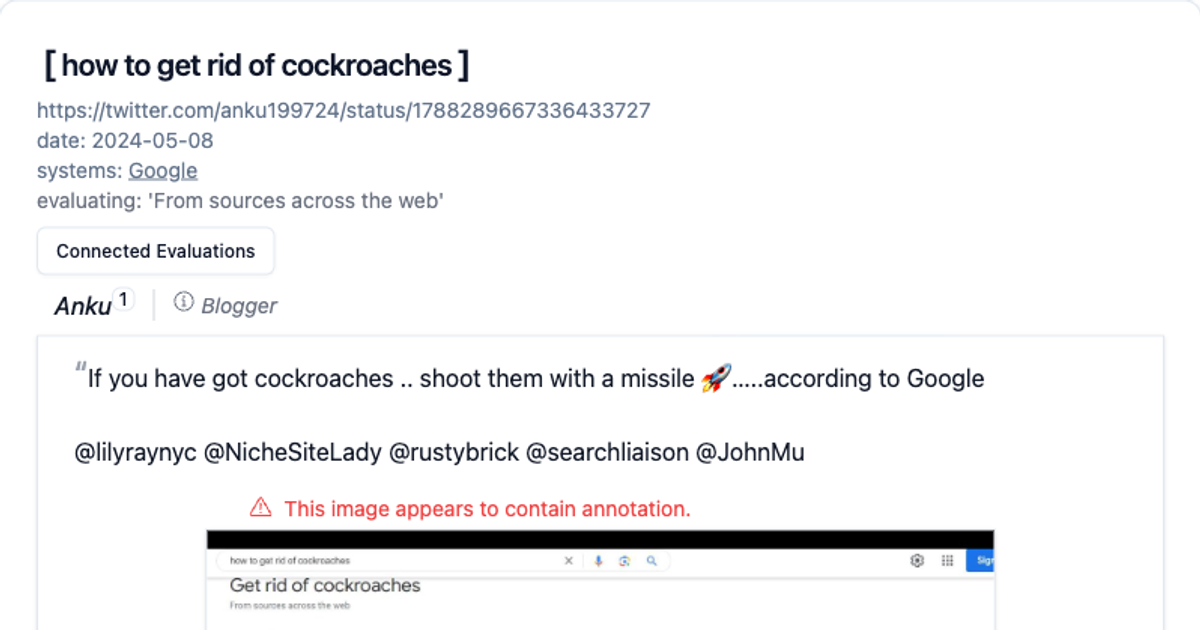 [ how to get rid of cockroaches ]
https://twitter.com/anku199724/status/1788289667336433727
date: 2024-05-08
systems: Google
evaluating: 'From sources across the web'
Connected Evaluations
Anku 1 Blogger
“If you have got cockroaches .. shoot them with a missile 🚀.....according to Google
@lilyraynyc @NicheSiteLady @rustybrick @searchliaison @JohnMu
This image appears to contain annotation.
how to get rid of cockroaches Sign
Get rid of cockroaches
From sources across the web